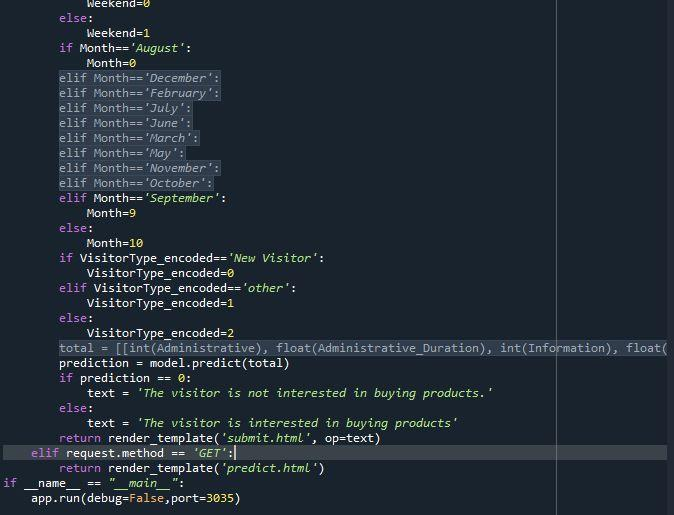 Weekend=0
else:
Weekend=1
if Month=='August':
Month=0
elif Month=='December':
elif Month=='February':
elif Month=='July':
elif Month=='June':
elif Month=='March':
elif Month=='May':
elif Month=='November':
elif Month=='October':
elif Month=='September':
Month=9
else:
Month=10
if VisitorType_encoded=='New Visitor':
VisitorType_encoded=0
elif VisitorType_encoded=='other':
VisitorType_encoded=1
else:
VisitorType_encoded=2
total = [[int(Administrative), float(Administrative_Duration), int(Information), float(
prediction = model.predict(total)
if prediction == 0:
text = 'The visitor is not interested in buying products.'
else:
text = 'The visitor is interested in buying products'
return render_template('submit.html', op=text)
elif request.method == 'GET':
return render_template('predict.html')
if __name__ == "__main__":
app.run(debug=False,port=3035)